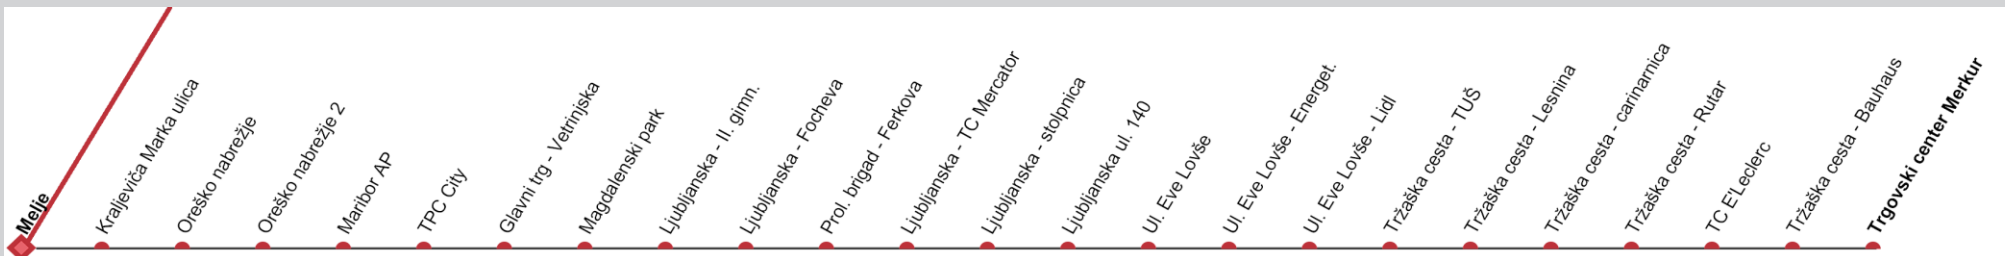 Melje
Kraljeviča Marka ulica
Oreško nabrežje
Oreško nabrežje 2
Maribor AP
TPC City
Glavni trg - Vetrinjska
Magdalenski park
Ljubljanska - II. gimn.
Ljubljanska - Focheva
Prol. brigad - Ferkova
Ljubljanska - TC Mercator
Ljubljanska - stolpnica
Ljubljanska ul. 140
Ul. Eve Lovše
Ul. Eve Lovše - Energet.
Ul. Eve Lovše - Lidl
Tržaška cesta - TUŠ
Tržaška cesta - Lesnina
Tržaška cesta - carinarnica
Tržaška cesta - Rutar
TC E'Leclerc
Tržaška cesta - Bauhaus
Trgovski center Merkur